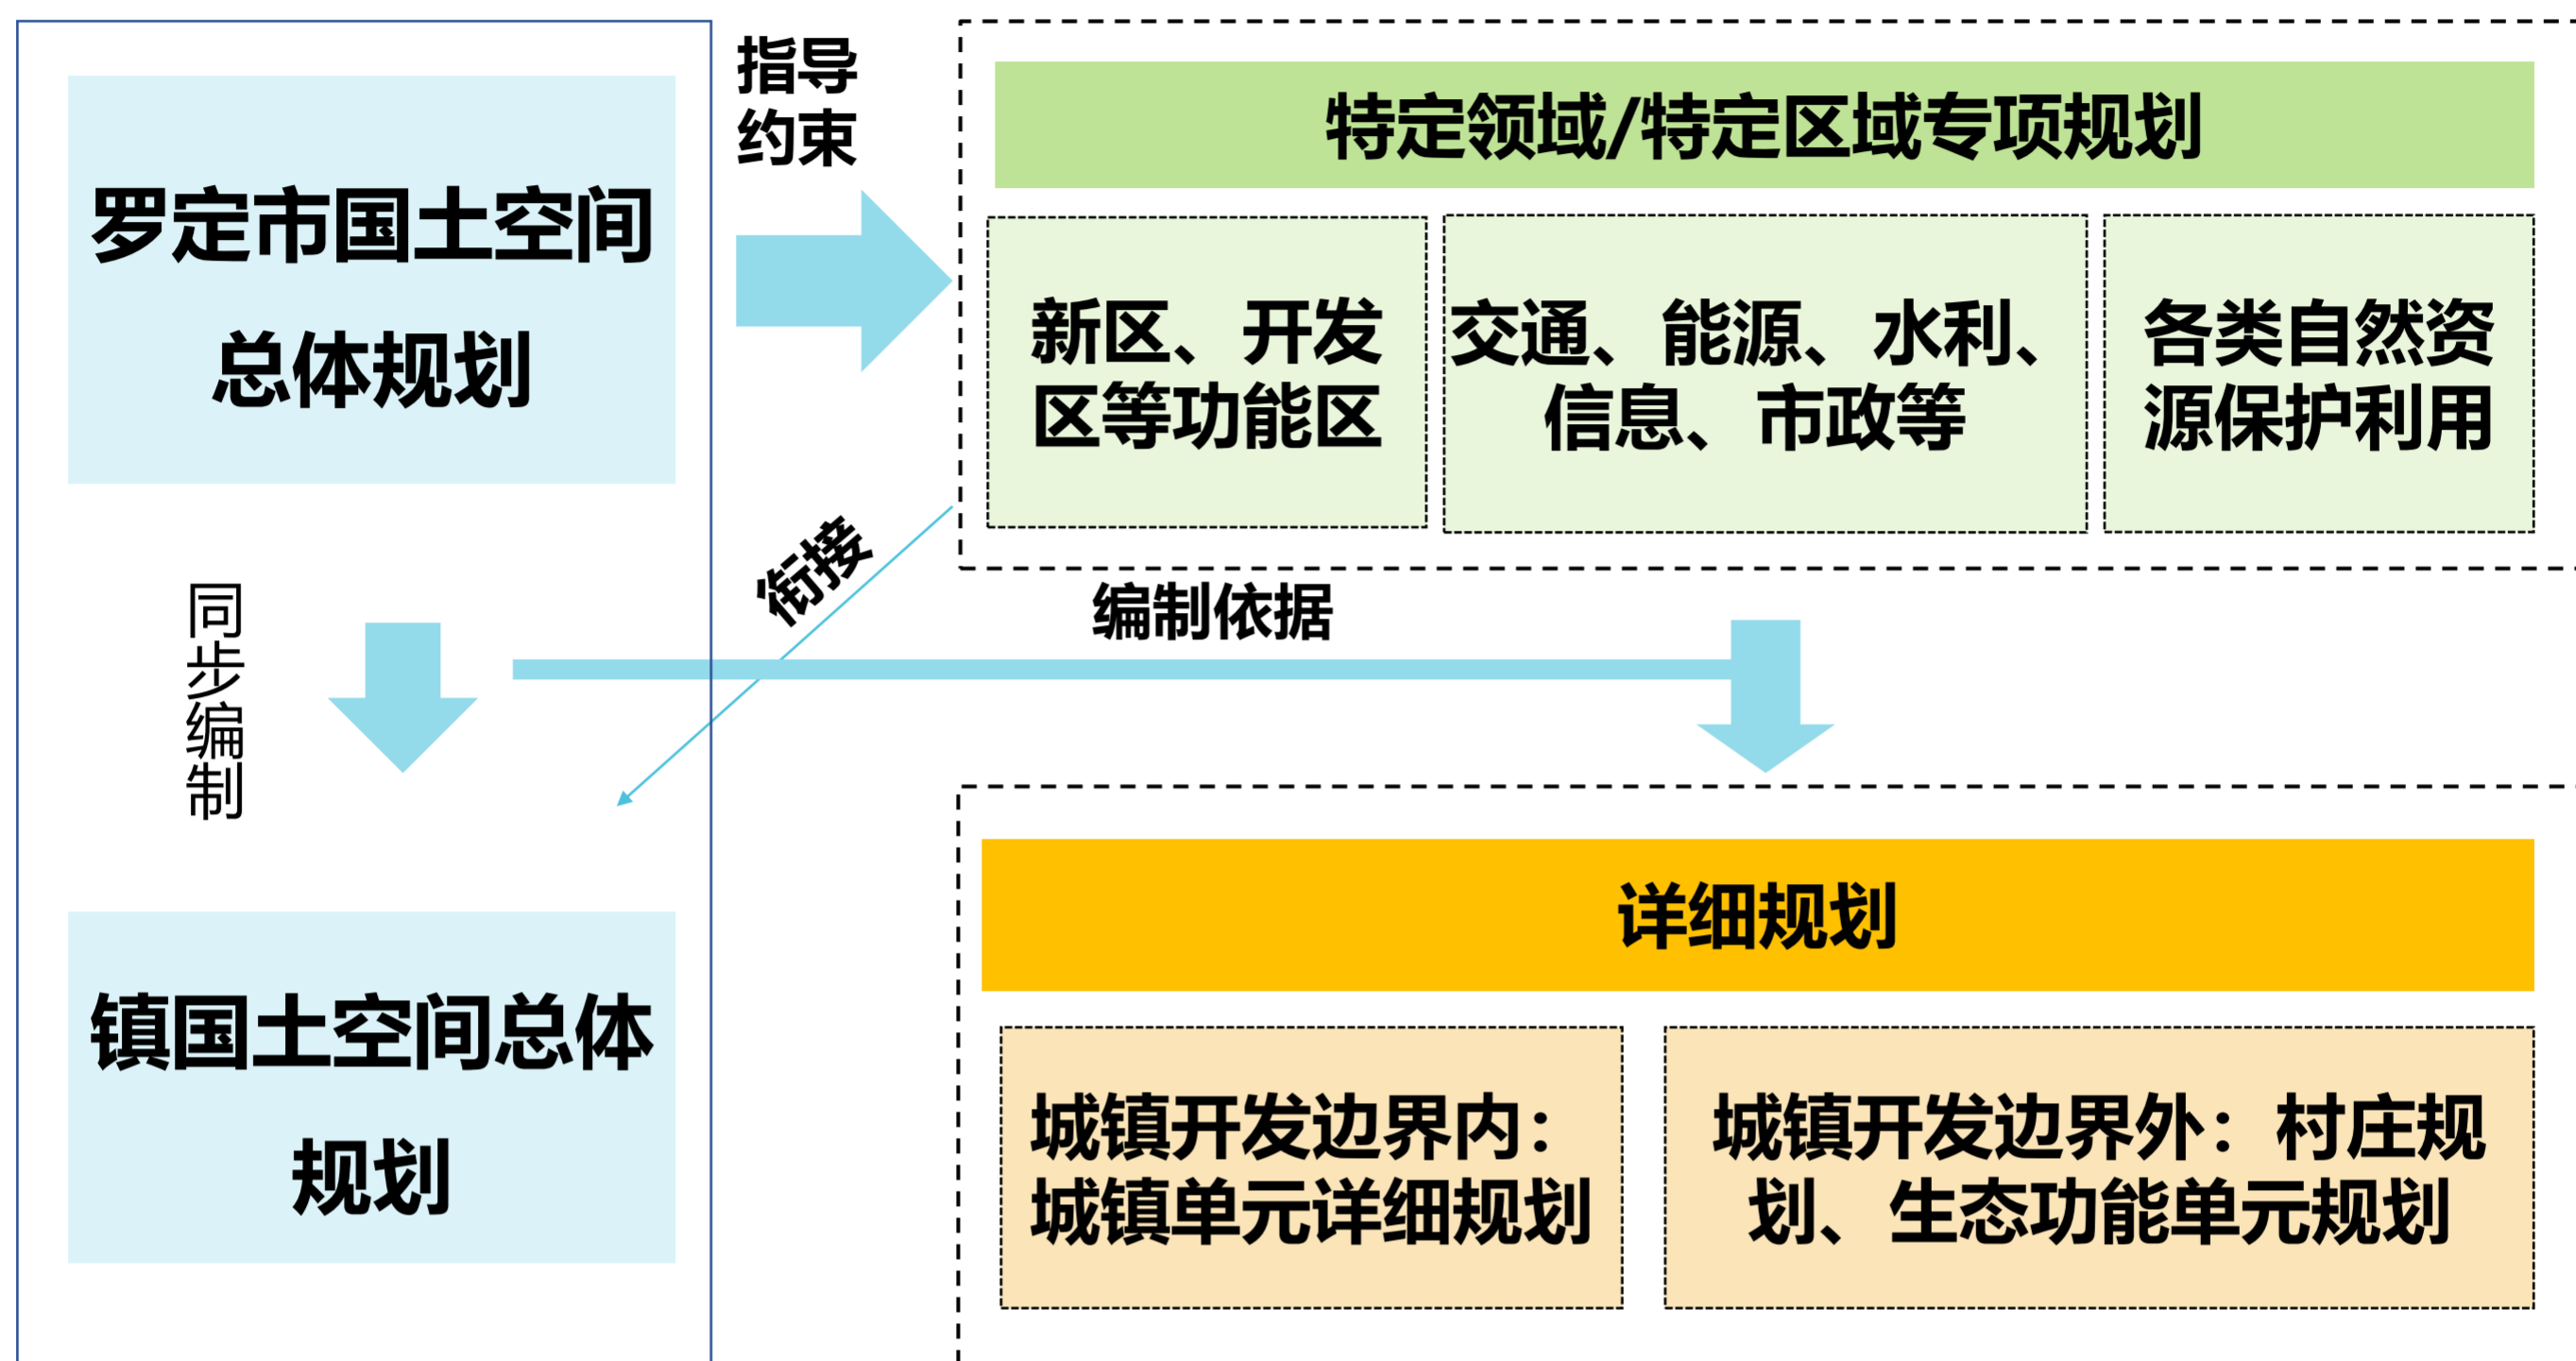 罗定市国土空间
总体规划
同步编制
镇国土空间总体
规划
指导
约束
衔接
编制依据
特定领域/特定区域专项规划
新区、开发
区等功能区
交通、能源、水利、
信息、市政等
各类自然资
源保护利用
详细规划
城镇开发边界内：
城镇单元详细规划
城镇开发边界外：村庄规
划、生态功能单元规划